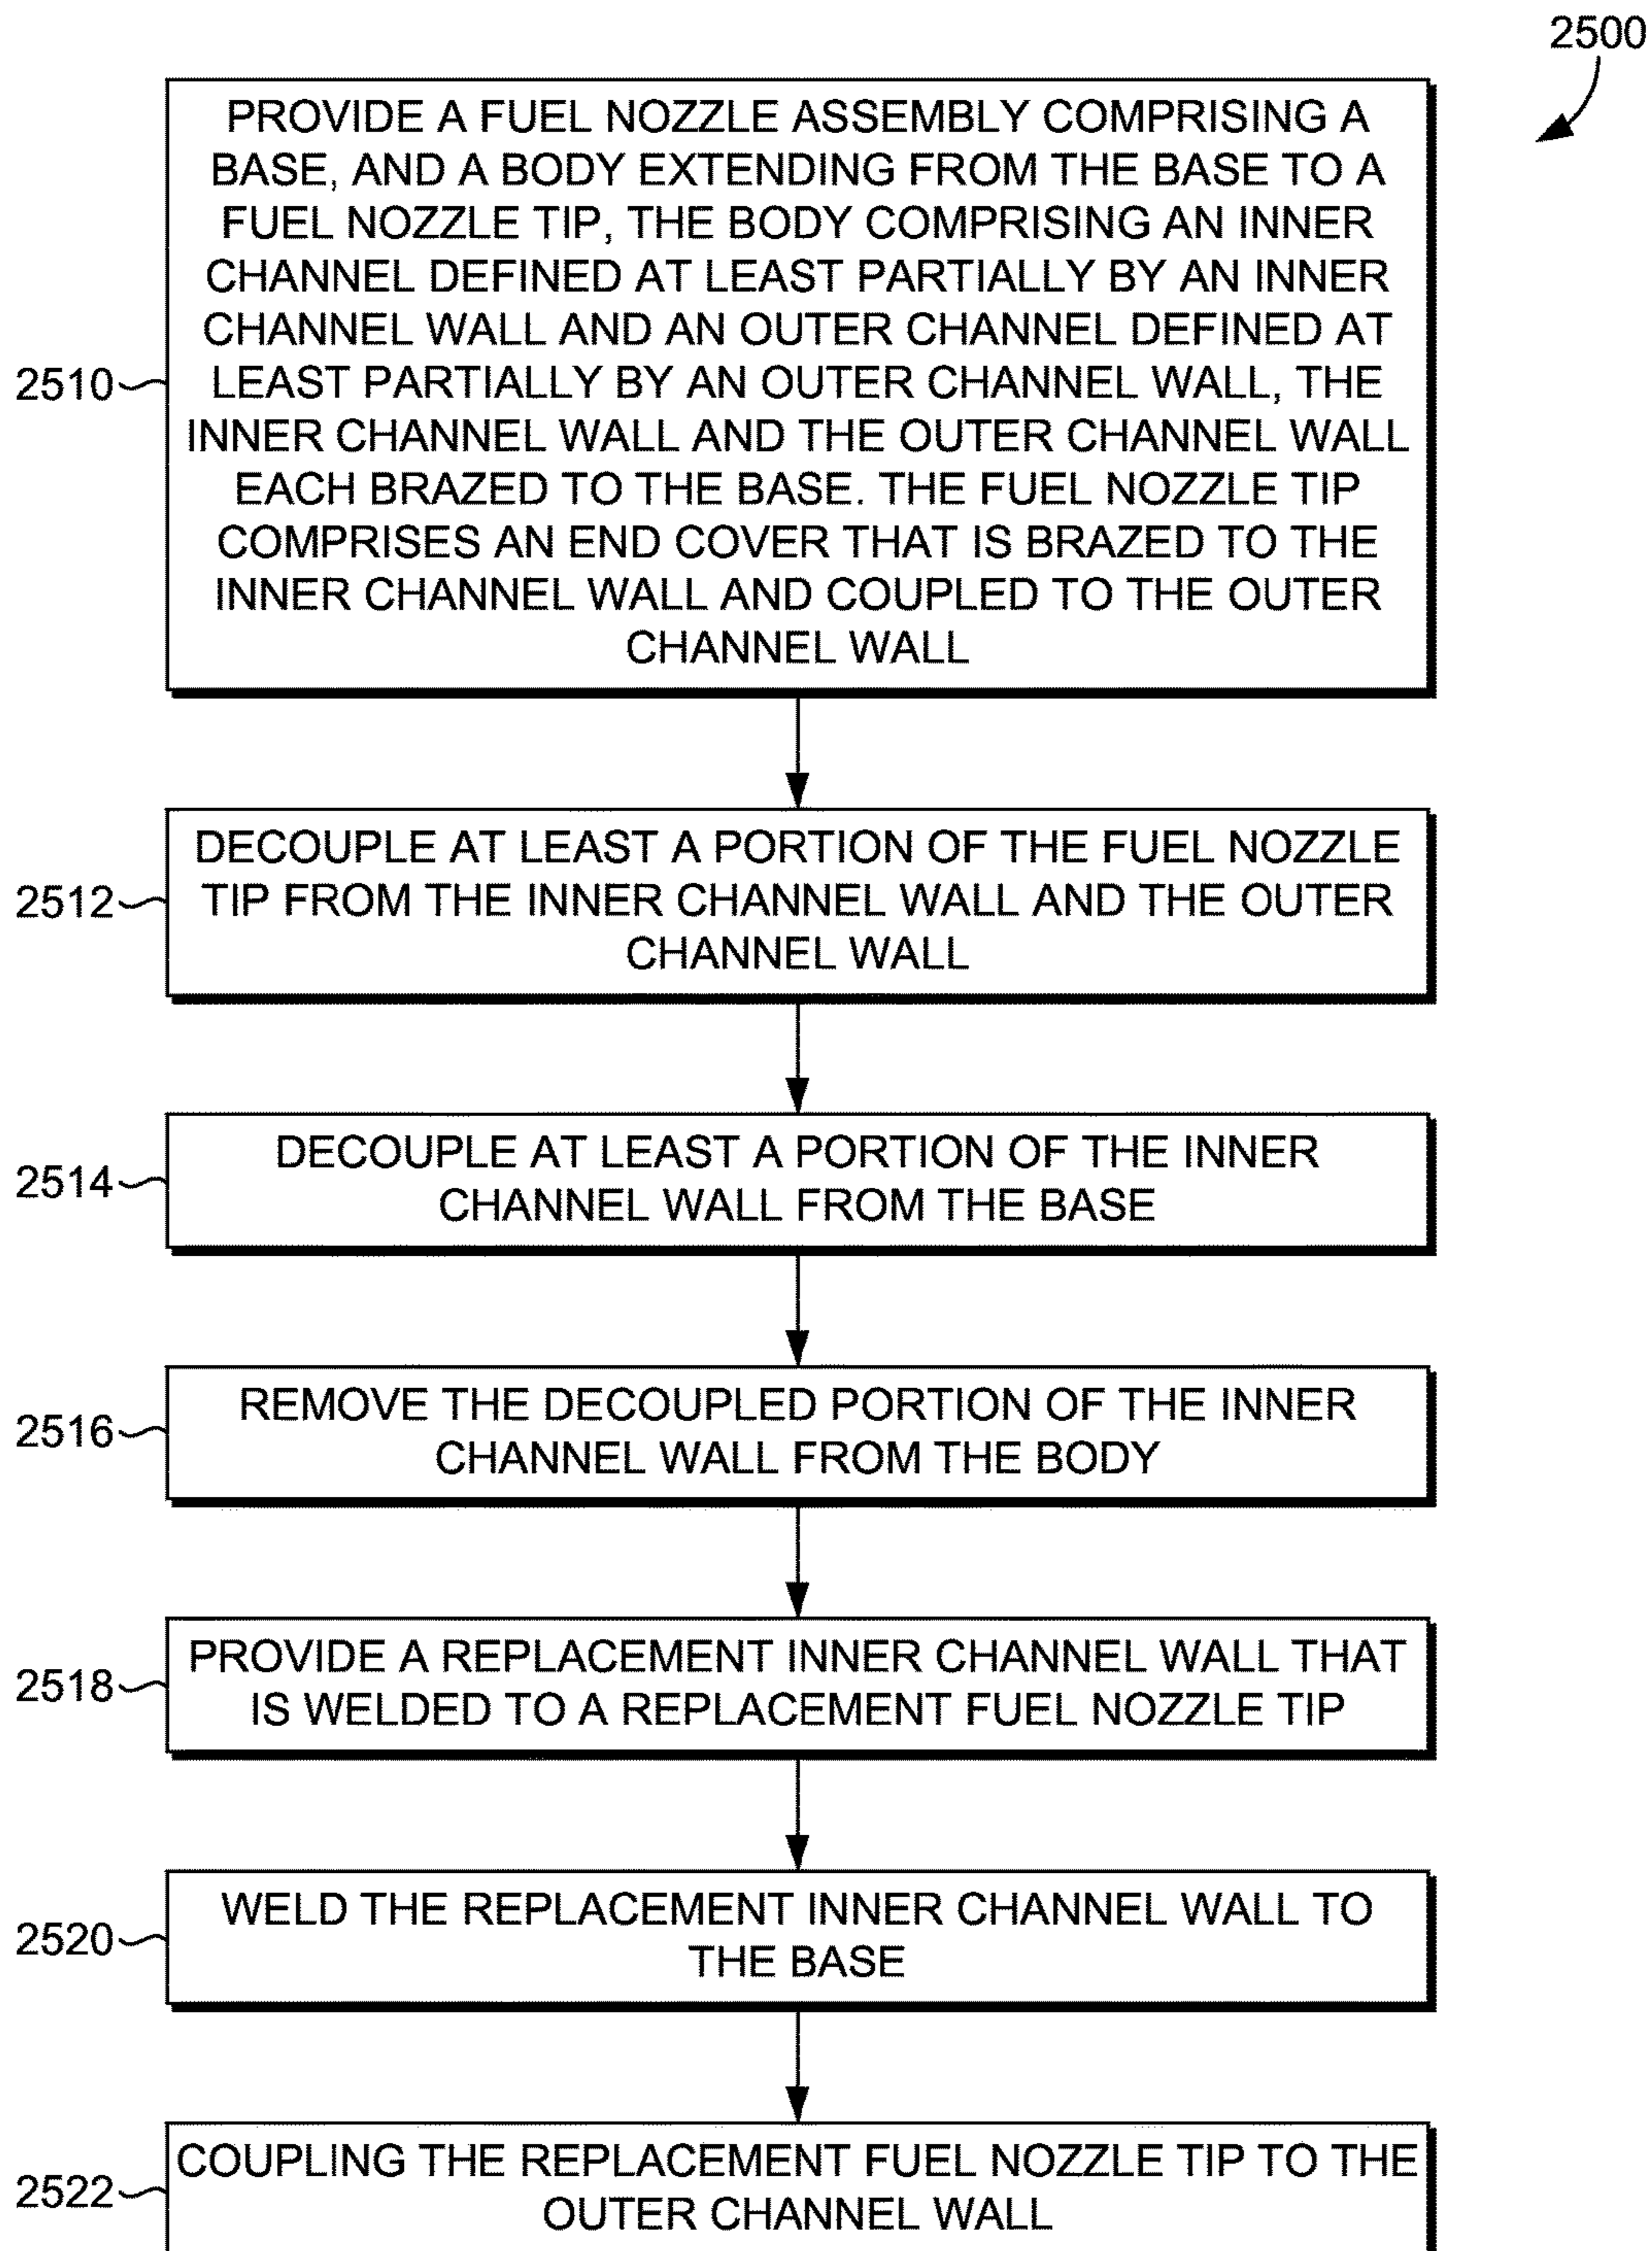 2500
PROVIDE A FUEL NOZZLE ASSEMBLY COMPRISING A
BASE, AND A BODY EXTENDING FROM THE BASE TO A
FUEL NOZZLE TIP, THE BODY COMPRISING AN INNER
CHANNEL DEFINED AT LEAST PARTIALLY BY AN INNER
CHANNEL WALL AND AN OUTER CHANNEL DEFINED AT
2510
LEAST PARTIALLY BY AN OUTER CHANNEL WALL, THE
INNER CHANNEL WALL AND THE OUTER CHANNEL WALL
EACH BRAZED TO THE BASE. THE FUEL NOZZLE TIP
COMPRISES AN END COVER THAT IS BRAZED TO THE
INNER CHANNEL WALL AND COUPLED TO THE OUTER
CHANNEL WALL
2512
DECOUPLE AT LEAST A PORTION OF THE FUEL NOZZLE
TIP FROM THE INNER CHANNEL WALL AND THE OUTER
CHANNEL WALL
2514
DECOUPLE AT LEAST A PORTION OF THE INNER
CHANNEL WALL FROM THE BASE
2516
REMOVE THE DECOUPLED PORTION OF THE INNER
CHANNEL WALL FROM THE BODY
2518
PROVIDE A REPLACEMENT INNER CHANNEL WALL THAT
IS WELDED TO A REPLACEMENT FUEL NOZZLE TIP
2520
WELD THE REPLACEMENT INNER CHANNEL WALL TO
THE BASE
2522
COUPLING THE REPLACEMENT FUEL NOZZLE TIP TO THE
OUTER CHANNEL WALL